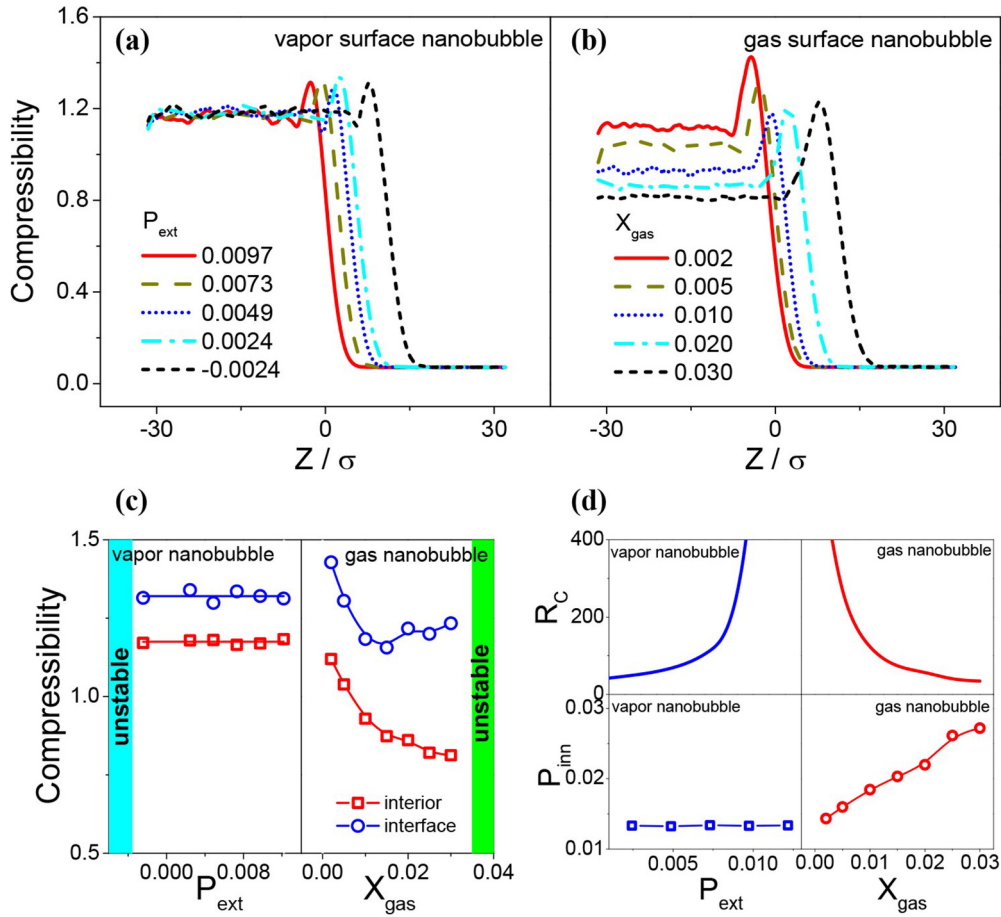 (a) vapor surface nanobubble
(b) gas surface nanobubble
1.6
1.2
0.8
0.4
0.0
Compressibility
P_ext
0.0097
0.0073
0.0049
0.0024
-0.0024
X_gas
0.002
0.005
0.010
0.020
0.030
-30 0 30
-30 0 30
Z / σ
Z / σ
(c)
vapor nanobubble
gas nanobubble
1.5
1.0
0.5
Compressibility
unstable
unstable
interior
interface
0.000 0.008
0.00 0.02 0.04
P_ext
X_gas
(d)
vapor nanobubble
gas nanobubble
400
200
0
R_C
vapor nanobubble
gas nanobubble
0.03
0.02
0.01
P_inn
0.005 0.010
0.00 0.01 0.02 0.03
P_ext
X_gas